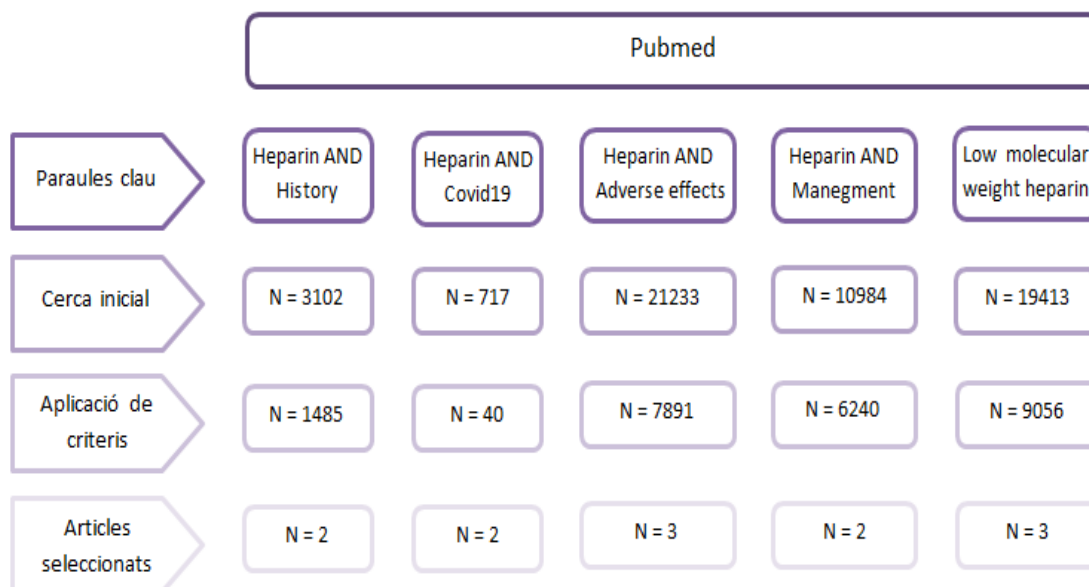 Pubmed
Paraules clau
Heparin AND
History
Heparin AND
Covid19
Heparin AND
Adverse effects
Heparin AND
Manegment
Low molecular
weight heparin
Cerca inicial
N = 3102
N = 717
N = 21233
N = 10984
N = 19413
Aplicació de
criteris
N = 1485
N = 40
N = 7891
N = 6240
N = 9056
Articles
seleccionats
N = 2
N = 2
N = 3
N = 2
N = 3